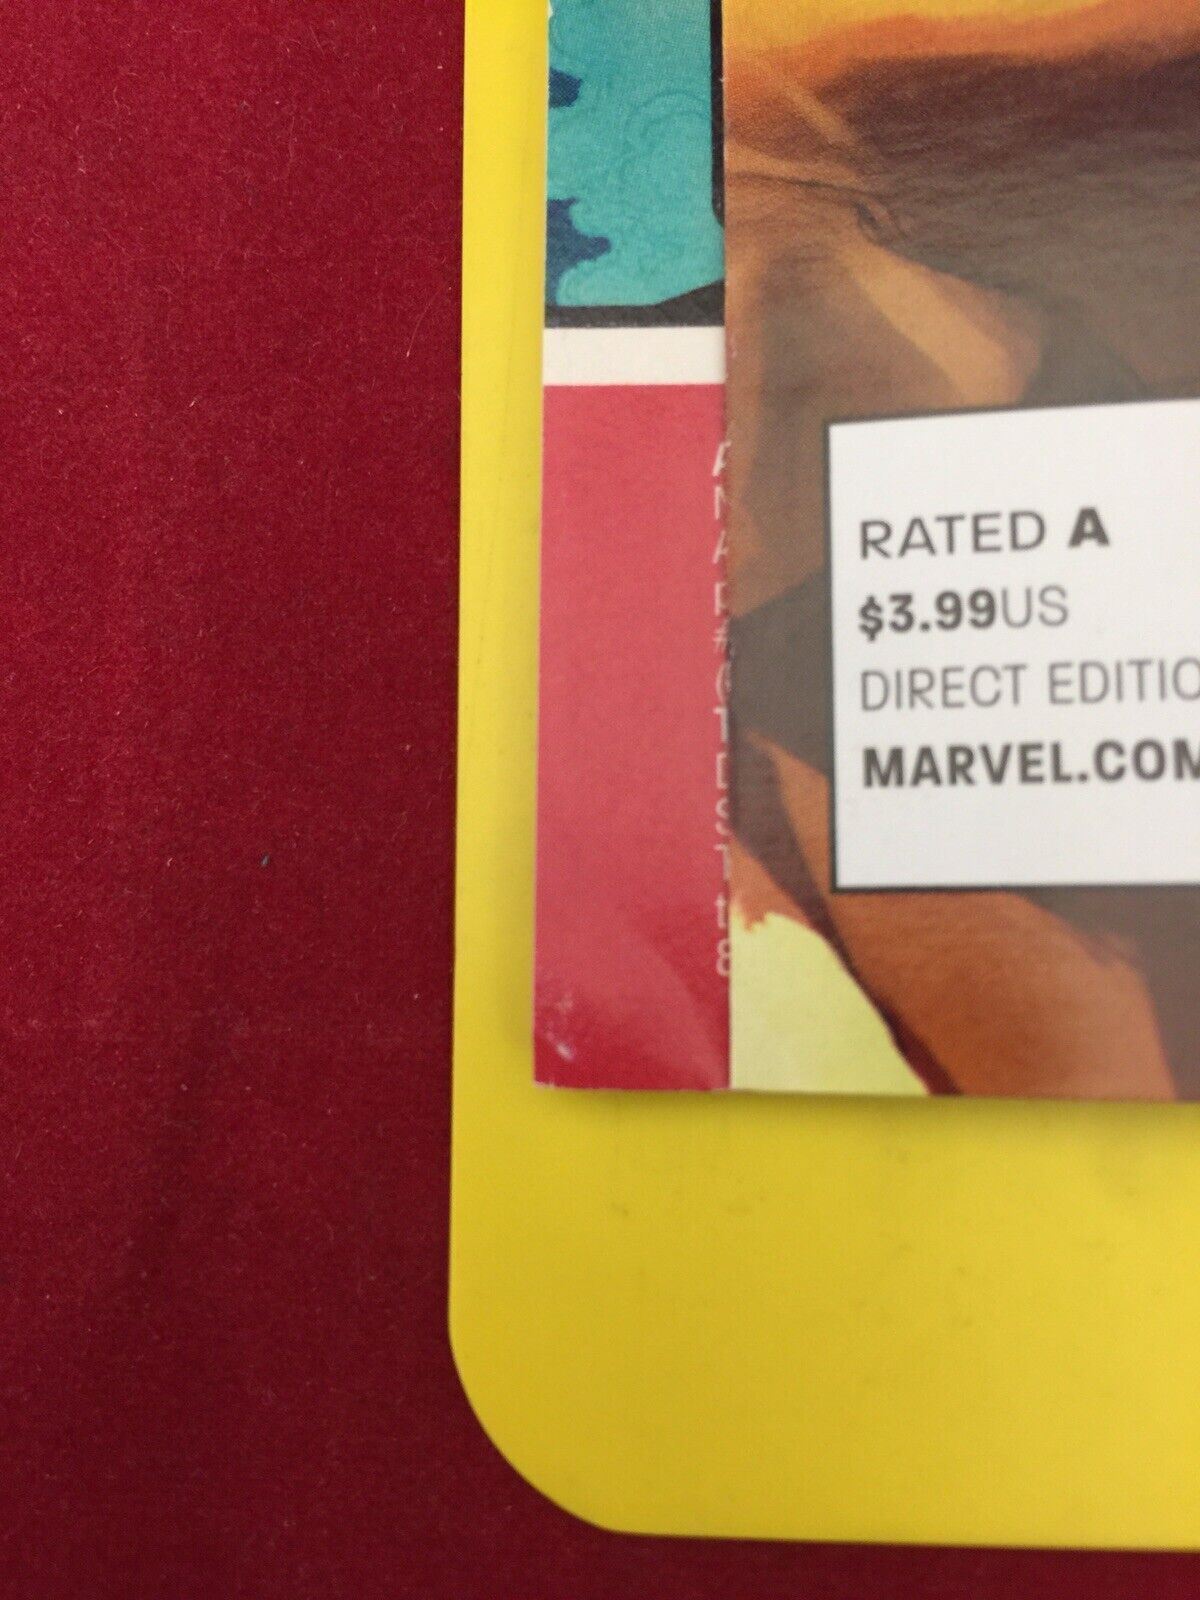 RATED A
$3.99US
DIRECT EDITIO
MARVEL.COM